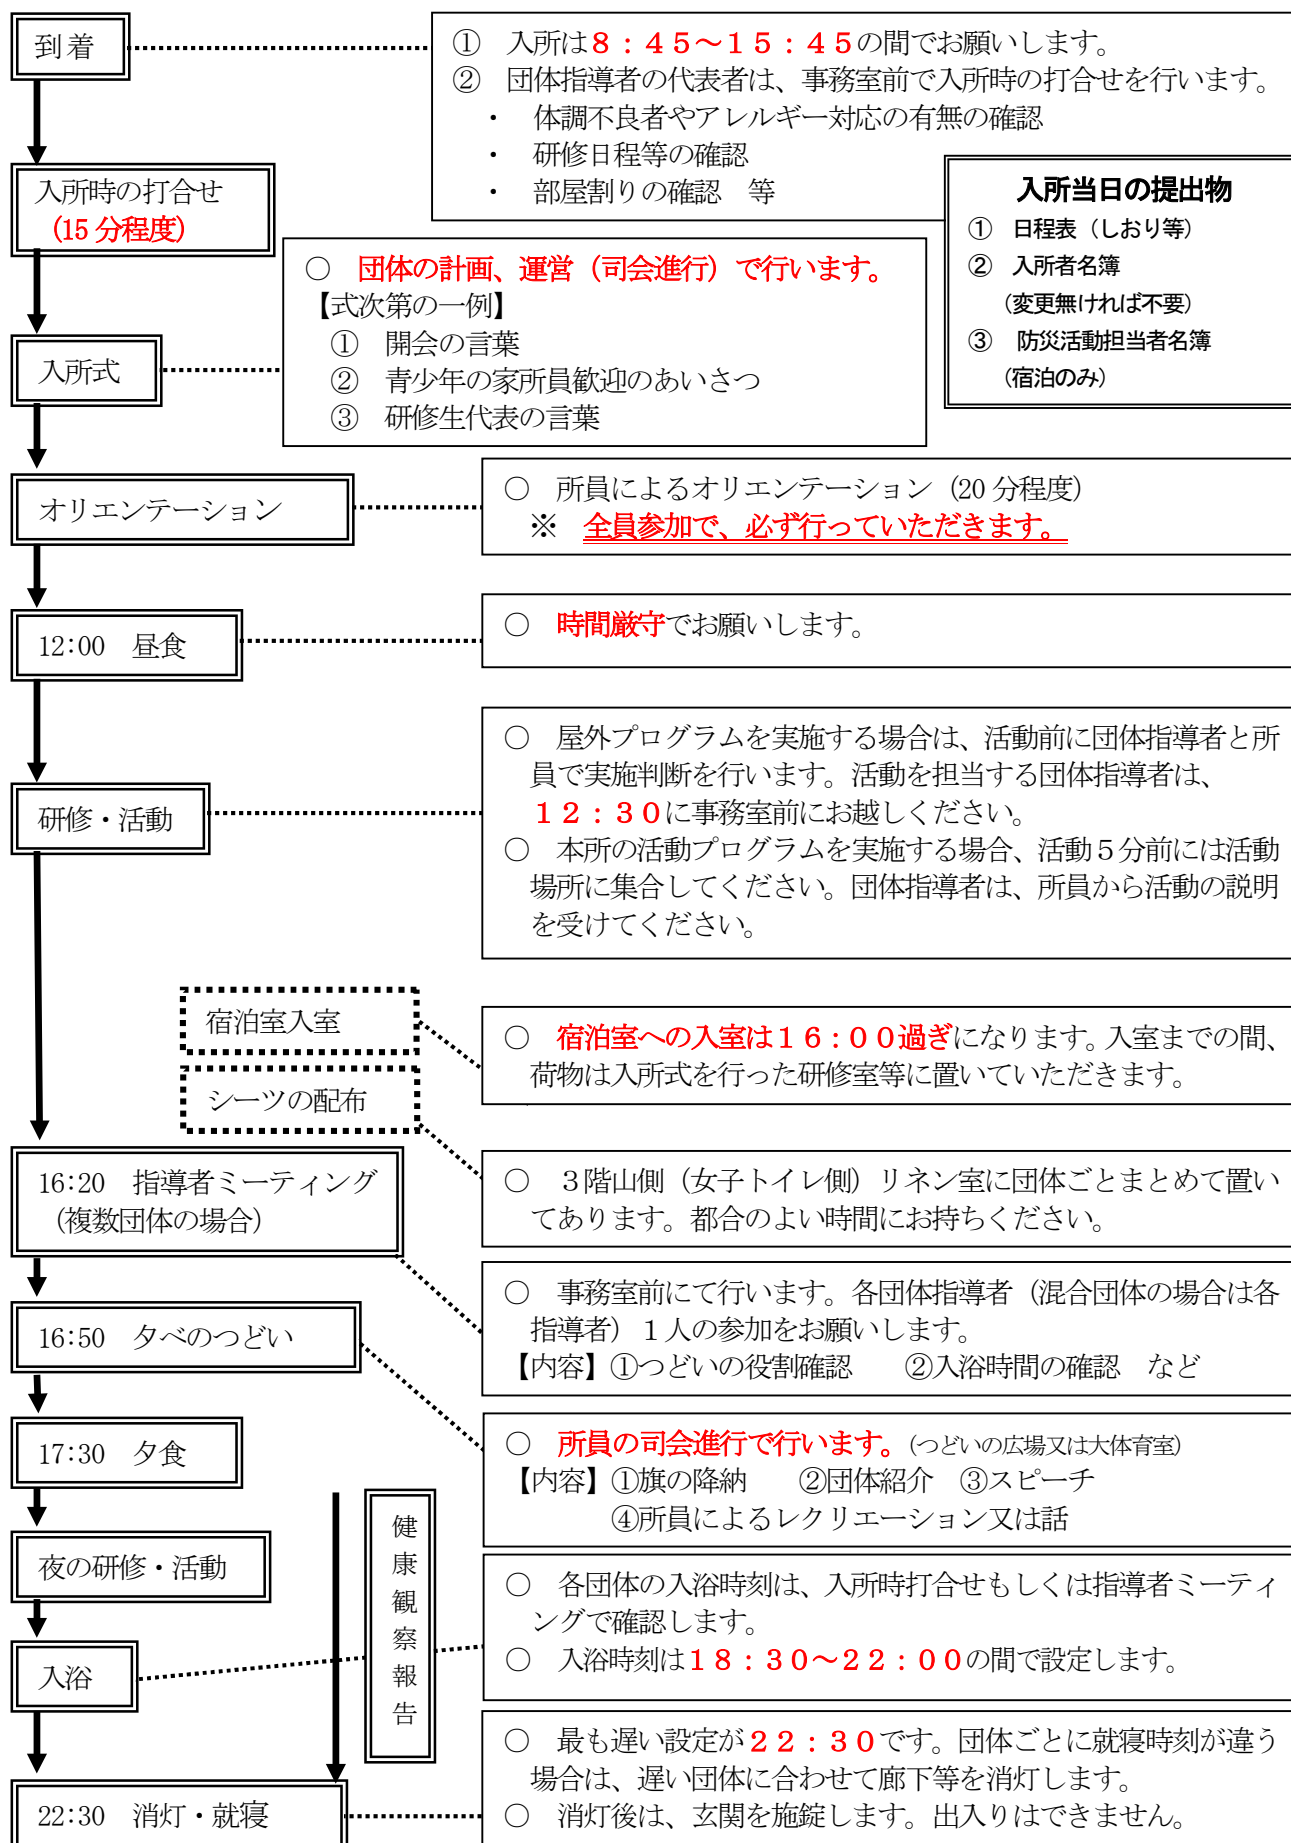 到着
① 入所は８：４５～１５：４５の間でお願いします。
② 団体指導者の代表者は、事務室前で入所時の打合せを行います。
・ 体調不良者やアレルギー対応の有無の確認
・ 研修日程等の確認
・ 部屋割りの確認　等
入所時の打合せ
(15 分程度)
入所当日の提出物
① 日程表（しおり等）
② 入所者名簿
（変更無ければ不要）
③ 防災活動担当者名簿
（宿泊のみ）
○ 団体の計画、運営（司会進行）で行います。
【式次第の一例】
① 開会の言葉
② 青少年の家所員歓迎のあいさつ
③ 研修生代表の言葉
入所式
オリエンテーション
○ 所員によるオリエンテーション（20 分程度）
※ 全員参加で、必ず行っていただきます。
12:00 昼食
○ 時間厳守でお願いします。
研修・活動
○ 屋外プログラムを実施する場合は、活動前に団体指導者と所
員で実施判断を行います。活動を担当する団体指導者は、
１２：３０に事務室前にお越しください。
○ 本所の活動プログラムを実施する場合、活動５分前には活動
場所に集合してください。団体指導者は、所員から活動の説明
を受けてください。
宿泊室入室
○ 宿泊室への入室は１６：００過ぎになります。入室までの間、
荷物は入所式を行った研修室等に置いていただきます。
シーツの配布
○ ３階山側（女子トイレ側）リネン室に団体ごとまとめて置い
てあります。都合のよい時間にお持ちください。
16:20 指導者ミーティング
（複数団体の場合）
○ 事務室前にて行います。各団体指導者（混合団体の場合は各
指導者）１人の参加をお願いします。
【内容】①つどいの役割確認　②入浴時間の確認　など
16:50 夕べのつどい
○ 所員の司会進行で行います。（つどいの広場又は大体育室）
【内容】①旗の降納　②団体紹介　③スピーチ
④所員によるレクリエーション又は話
17:30 夕食
健康観察報告
夜の研修・活動
入浴
○ 各団体の入浴時刻は、入所時打合せもしくは指導者ミーティ
ングで確認します。
○ 入浴時刻は１８：３０～２２：００の間で設定します。
22:30 消灯・就寝
○ 最も遅い設定が２２：３０です。団体ごとに就寝時刻が違う
場合は、遅い団体に合わせて廊下等を消灯します。
○ 消灯後は、玄関を施錠します。出入りはできません。